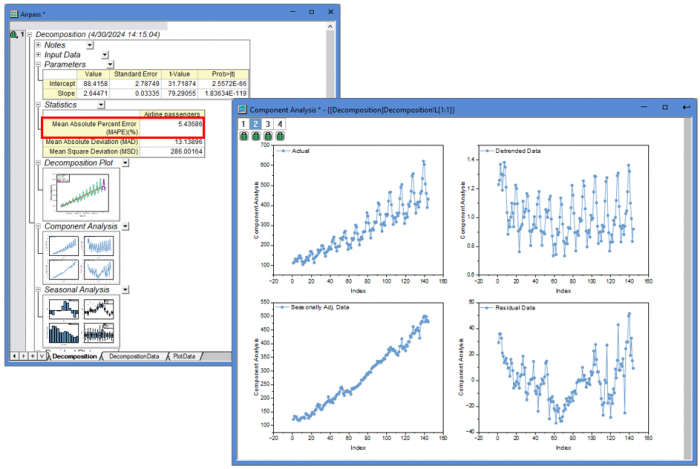 Airpass *
1
Decomposition (4/30/2024 14:15:04)
Notes
Input Data
Parameters
Value Standard Error t-Value Prob>|t|
Intercept 88.4158 2.78749 31.71874 2.5572E-66
Slope 2.64471 0.03335 79.29055 1.83634E-119
Statistics
Airline passengers
Mean Absolute Percent Error
(MAPE)(%) 5.43686
Mean Absolute Deviation (MAD) 13.13896
Mean Square Deviation (MSD) 286.00164
Decomposition Plot
Component Analysis
Seasonal Analysis
Decomposition DecompositionData PlotData
Component Analysis * - {[Decomposition]Decomposition!L[1:1]}
1 2 3 4
Actual
700
600
500
400
300
200
100
Component Analysis
-20 0 20 40 60 80 100 120 140 160
Index
Detrended Data
1.4
1.2
1.0
0.8
0.6
Component Analysis
-20 0 20 40 60 80 100 120 140 160
Index
Seasonally Adj. Data
550
500
450
400
350
300
250
200
150
100
Component Analysis
-20 0 20 40 60 80 100 120 140 160
Index
Residual Data
60
40
20
0
-20
-40
Component Analysis
-20 0 20 40 60 80 100 120 140 160
Index